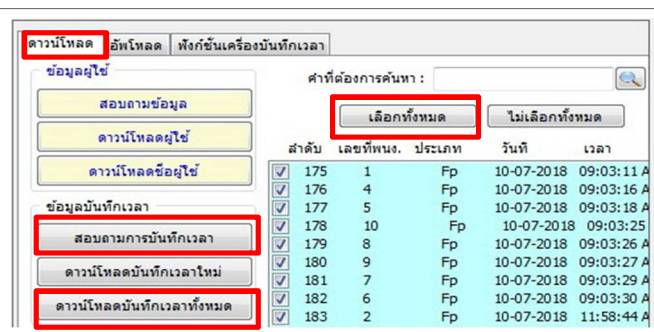 ดาวน์โหลด อัพโหลด ฟังก์ชั่นเครื่องบันทึกเวลา
ข้อมูลผู้ใช้
สอบถามข้อมูล
ดาวน์โหลดผู้ใช้
ดาวน์โหลดชื่อผู้ใช้
ข้อมูลบันทึกเวลา
สอบถามการบันทึกเวลา
ดาวน์โหลดบันทึกเวลาใหม่
ดาวน์โหลดบันทึกเวลาทั้งหมด
คำที่ต้องการค้นหา :
เลือกทั้งหมด ไม่เลือกทั้งหมด
ลำดับ เลขที่พนง. ประเภท วันที่ เวลา
175 1 Fp 10-07-2018 09:03:11 A
176 4 Fp 10-07-2018 09:03:16 A
177 5 Fp 10-07-2018 09:03:18 A
178 10 Fp 10-07-2018 09:03:25
179 8 Fp 10-07-2018 09:03:26 A
180 9 Fp 10-07-2018 09:03:27 A
181 7 Fp 10-07-2018 09:03:29 A
182 6 Fp 10-07-2018 09:03:30 A
183 2 Fp 10-07-2018 11:58:44 A